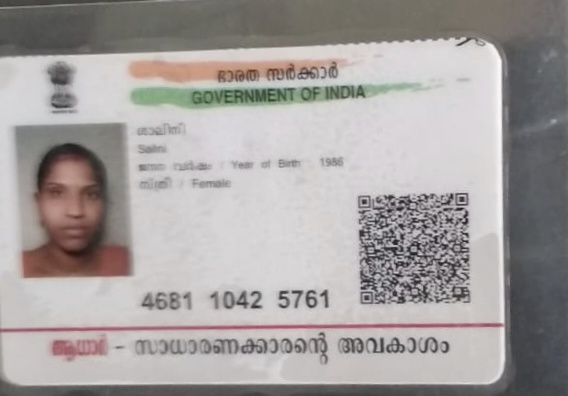 ഭാരത സർക്കാർ
GOVERNMENT OF INDIA
ശാലിനി
Salini
ജനന വർഷം / Year of Birth : 1986
സ്ത്രീ / Female
4681 1042 5761
ആധാർ - സാധാരണക്കാരന്റെ അവകാശം